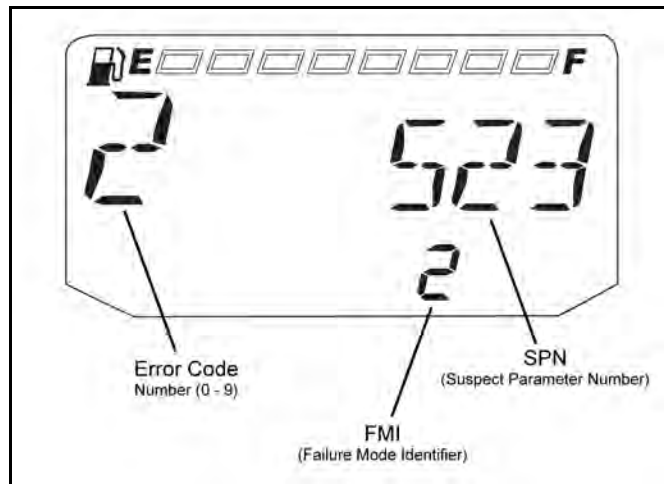 E F
2 523
2
Error Code
Number (0 - 9)
SPN
(Suspect Parameter Number)
FMI
(Failure Mode Identifier)